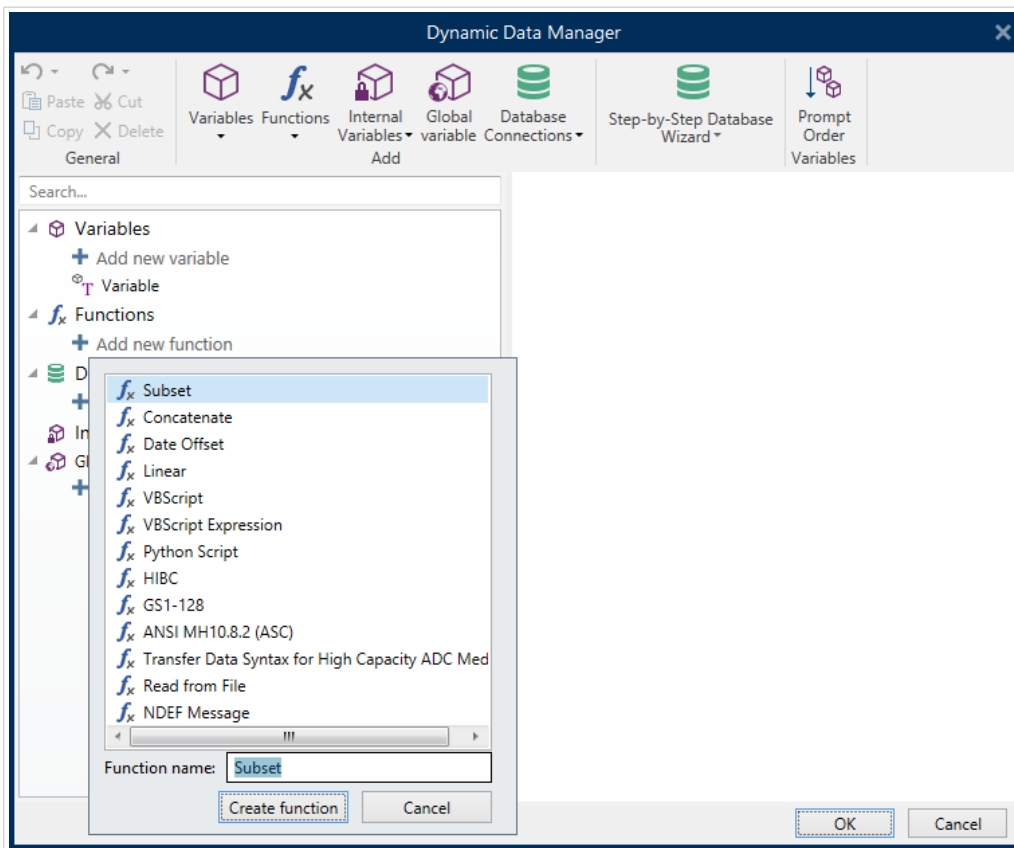 Dynamic Data Manager
Paste Cut
Copy Delete
General
Variables Functions Internal Variables Global variable Database Connections
Add
Step-by-Step Database Wizard
Prompt Order
Variables
Search...
Variables
Add new variable
Variable
Functions
Add new function
D
In
Gl
Subset
Concatenate
Date Offset
Linear
VBScript
VBScript Expression
Python Script
HIBC
GS1-128
ANSI MH10.8.2 (ASC)
Transfer Data Syntax for High Capacity ADC Med
Read from File
NDEF Message
Function name: Subset
Create function Cancel
OK Cancel